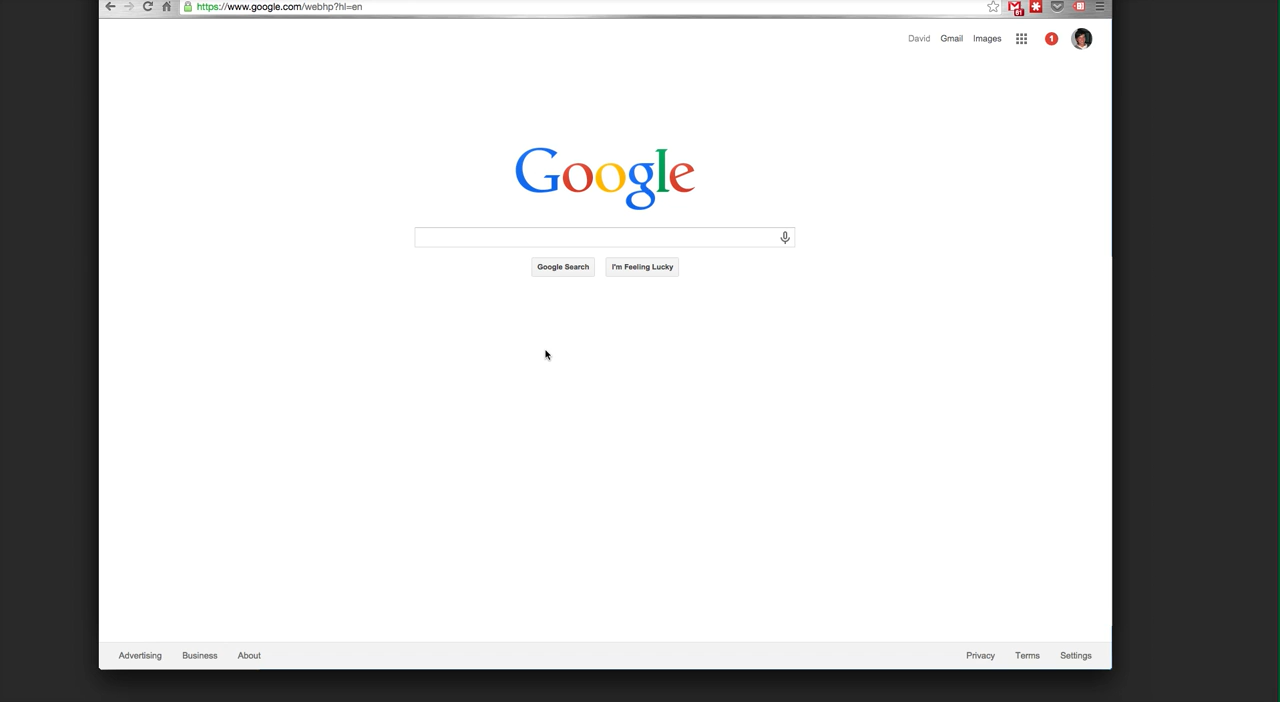 https://www.google.com/webhp?hl=en
David Gmail Images 1
Google
Google Search I'm Feeling Lucky
Advertising Business About Privacy Terms Settings